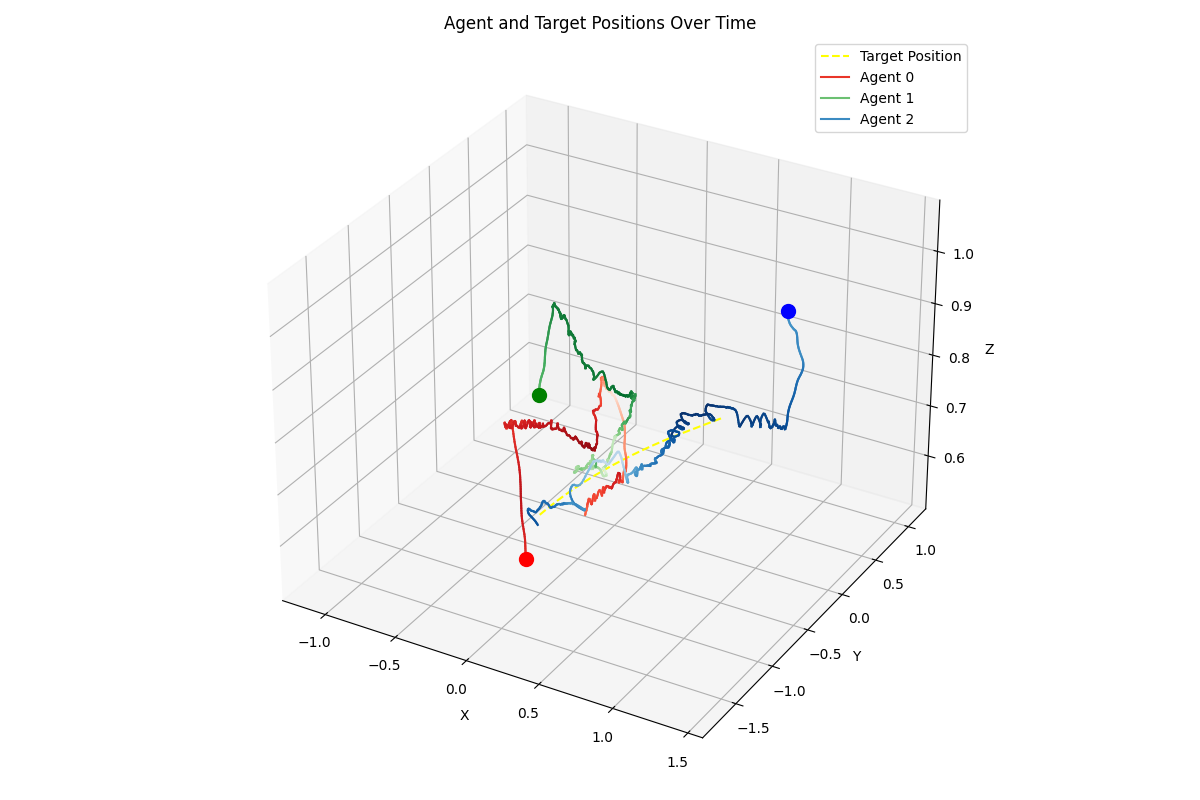 Agent and Target Positions Over Time
Target Position
Agent 0
Agent 1
Agent 2
1.0
0.9
Z
0.8
0.7
0.6
1.0
0.5
0.0
−0.5
Y
−1.0
−1.5
−1.0
−0.5
0.0
X
0.5
1.0
1.5